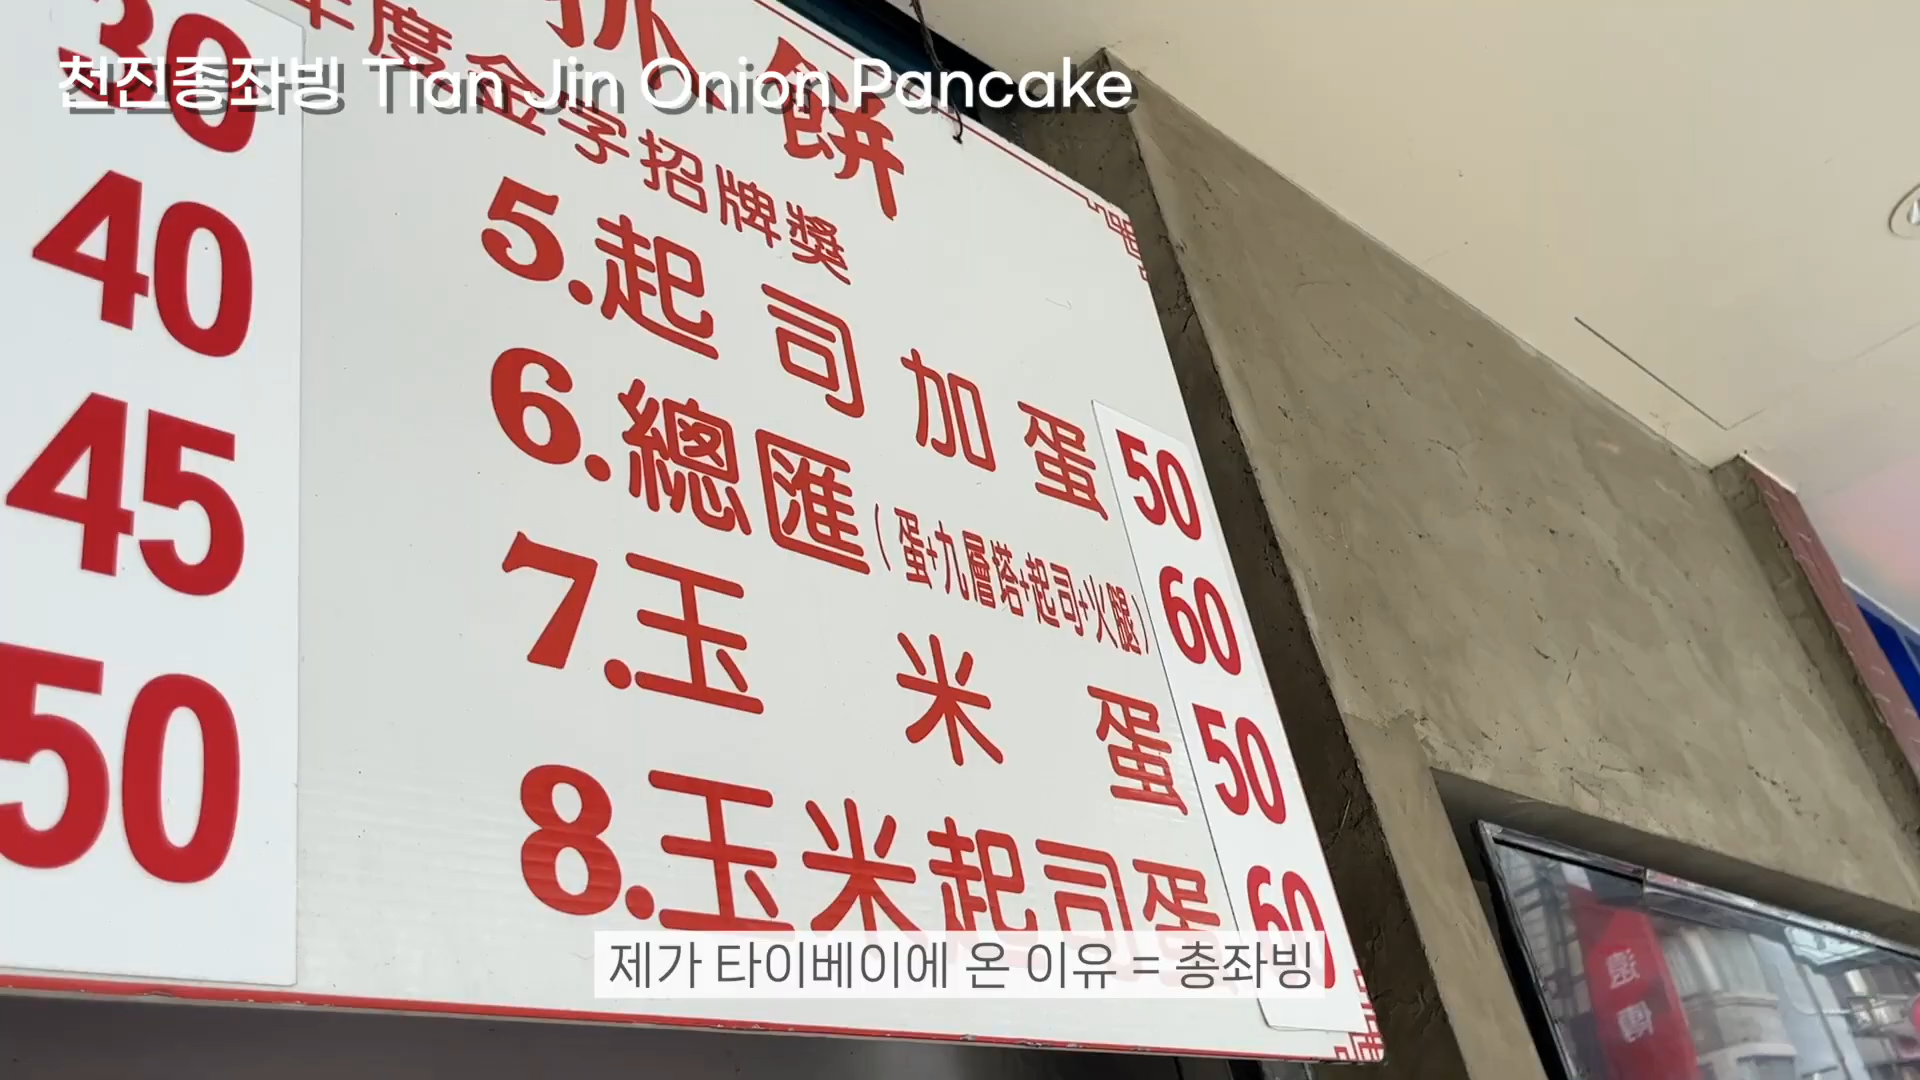 천진총좌빙 Tian Jin Onion Pancake
抓餅
年度金字招牌獎
30
40
45
50
5.起司加蛋 50
6.總匯(蛋+九層塔+起司+火腿) 60
7.玉米蛋 50
8.玉米起司蛋 60
제가 타이베이에 온 이유 = 총좌빙